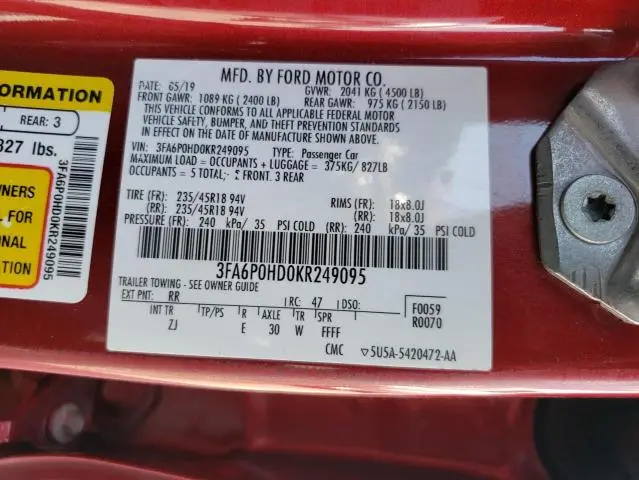 MFD. BY FORD MOTOR CO.
DATE: 05/19 GVWR: 2041 KG ( 4500 LB)
FRONT GAWR: 1089 KG ( 2400 LB) REAR GAWR: 975 KG ( 2150 LB)
THIS VEHICLE CONFORMS TO ALL APPLICABLE FEDERAL MOTOR
VEHICLE SAFETY, BUMPER, AND THEFT PREVENTION STANDARDS
IN EFFECT ON THE DATE OF MANUFACTURE SHOWN ABOVE.
VIN: 3FA6P0HD0KR249095 TYPE: Passenger Car
MAXIMUM LOAD = OCCUPANTS + LUGGAGE = 375KG/ 827LB
OCCUPANTS = 5 TOTAL; 2 FRONT, 3 REAR
TIRE (FR): 235/45R18 94V RIMS (FR): 18x8.0J
(RR): 235/45R18 94V (RR): 18x8.0J
PRESSURE (FR): 240 kPa/ 35 PSI COLD (RR): 240 kPa/ 35 PSI COLD
3FA6P0HD0KR249095
TRAILER TOWING - SEE OWNER GUIDE
EXT PNT: RR RC: 47 DSO: F0059
INT TR TP/PS R AXLE TR SPR R0070
ZJ E 30 W FFFF
CMC 5U5A-5420472-AA
FORMATION
REAR: 3
827 lbs.
WNERS
L FOR
ONAL
ION
3FA6P0HD0KR249095